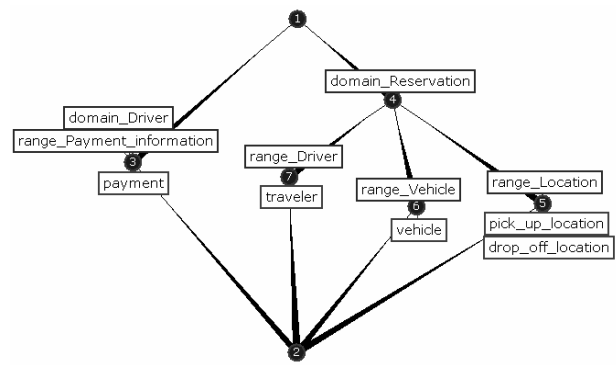 1
domain_Reservation
4
domain_Driver
range_Payment_information
3
payment
range_Driver
7
traveler
range_Vehicle
6
vehicle
range_Location
5
pick_up_location
drop_off_location
2